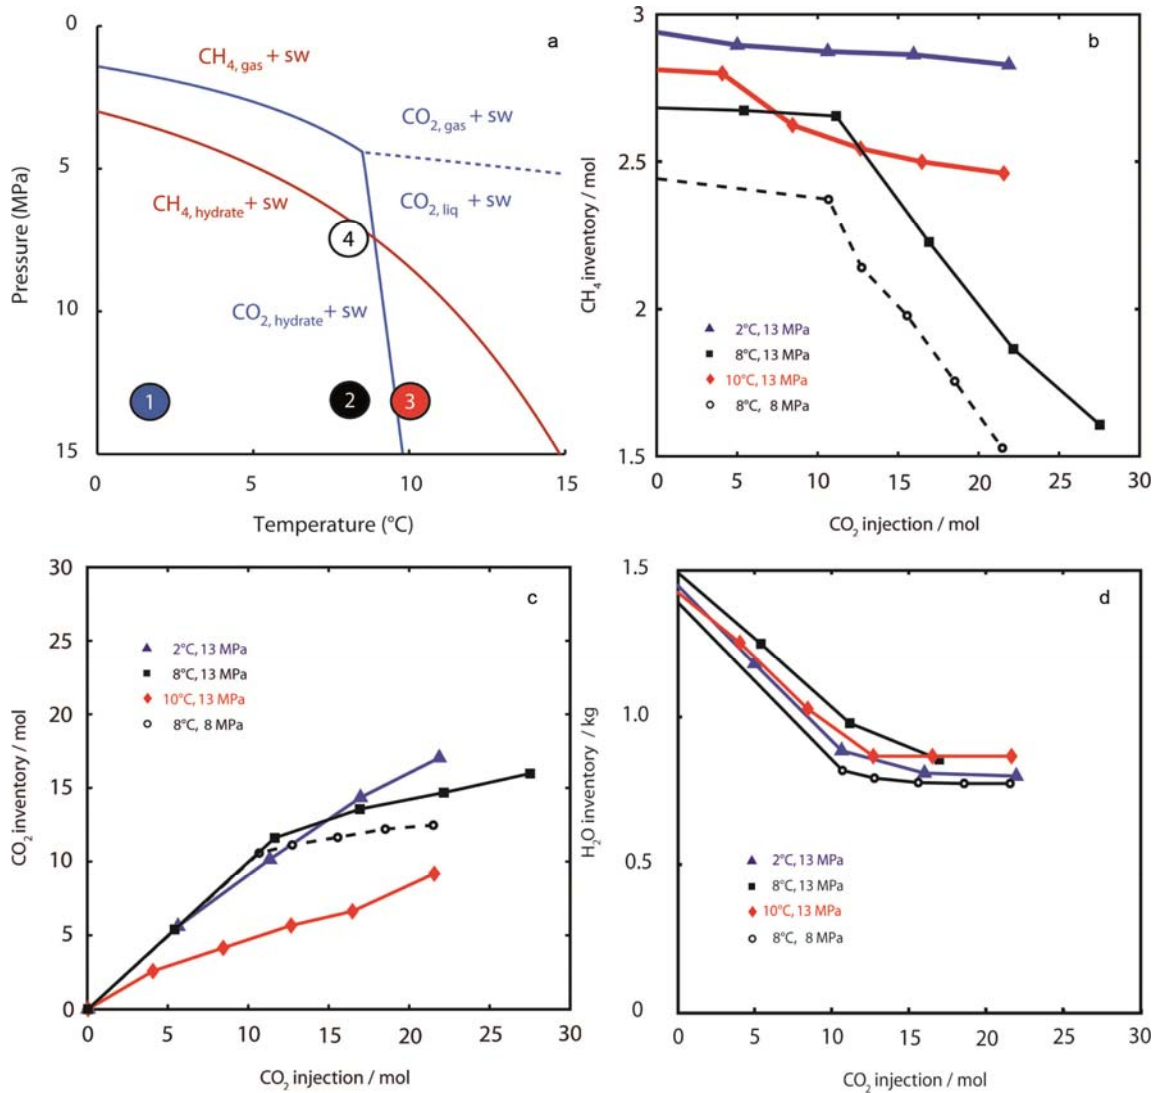 a
0
5
10
15
Pressure (MPa)
CH4, gas + sw
CO2, gas + sw
CH4, hydrate + sw
CO2, liq + sw
CO2, hydrate + sw
4
1
2
3
0
5
10
15
Temperature (°C)
b
3
2.5
2
1.5
CH4 inventory / mol
2°C, 13 MPa
8°C, 13 MPa
10°C, 13 MPa
8°C, 8 MPa
0
5
10
15
20
25
30
CO2 injection / mol
c
30
25
20
15
10
5
0
CO2 inventory / mol
2°C, 13 MPa
8°C, 13 MPa
10°C, 13 MPa
8°C, 8 MPa
0
5
10
15
20
25
30
CO2 injection / mol
d
1.5
1.0
0.5
0
H2O inventory / kg
2°C, 13 MPa
8°C, 13 MPa
10°C, 13 MPa
8°C, 8 MPa
0
5
10
15
20
25
30
CO2 injection / mol